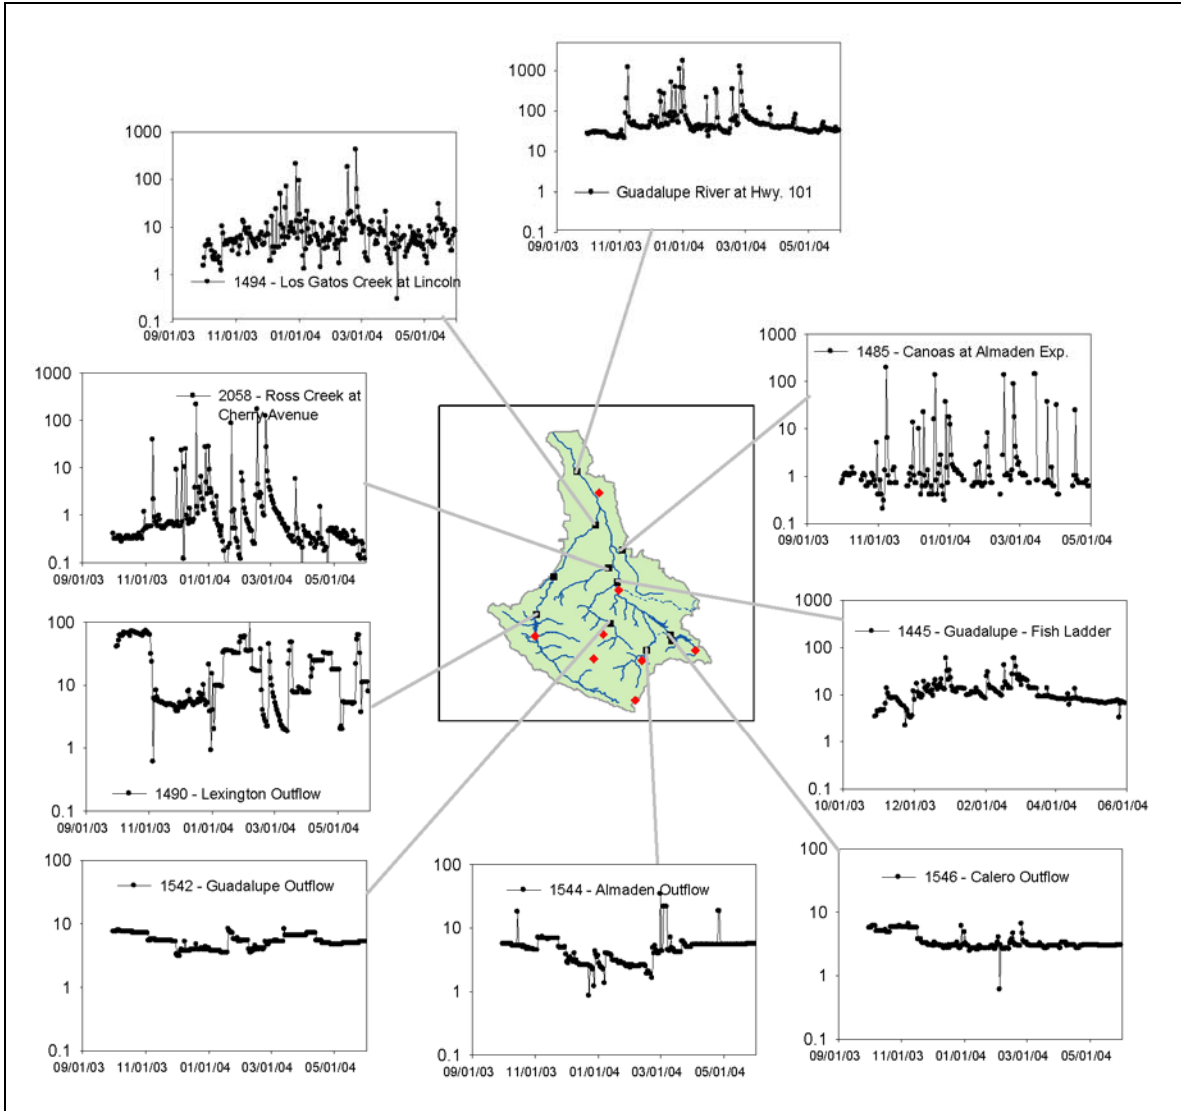 1000
100
10
1
0.1
09/01/03 11/01/03 01/01/04 03/01/04 05/01/04
Guadalupe River at Hwy. 101
1000
100
10
1
0.1
09/01/03 11/01/03 01/01/04 03/01/04 05/01/04
1494 - Los Gatos Creek at Lincoln
1000
100
10
1
0.1
09/01/03 11/01/03 01/01/04 03/01/04 05/01/04
1485 - Canoas at Almaden Exp.
1000
100
10
1
0.1
09/01/03 11/01/03 01/01/04 03/01/04 05/01/04
2058 - Ross Creek at
Cherry Avenue
100
10
1
0.1
09/01/03 11/01/03 01/01/04 03/01/04 05/01/04
1490 - Lexington Outflow
1000
100
10
1
0.1
10/01/03 12/01/03 02/01/04 04/01/04 06/01/04
1445 - Guadalupe - Fish Ladder
100
10
1
0.1
09/01/03 11/01/03 01/01/04 03/01/04 05/01/04
1542 - Guadalupe Outflow
100
10
1
0.1
09/01/03 11/01/03 01/01/04 03/01/04 05/01/04
1544 - Almaden Outflow
100
10
1
0.1
09/01/03 11/01/03 01/01/04 03/01/04 05/01/04
1546 - Calero Outflow